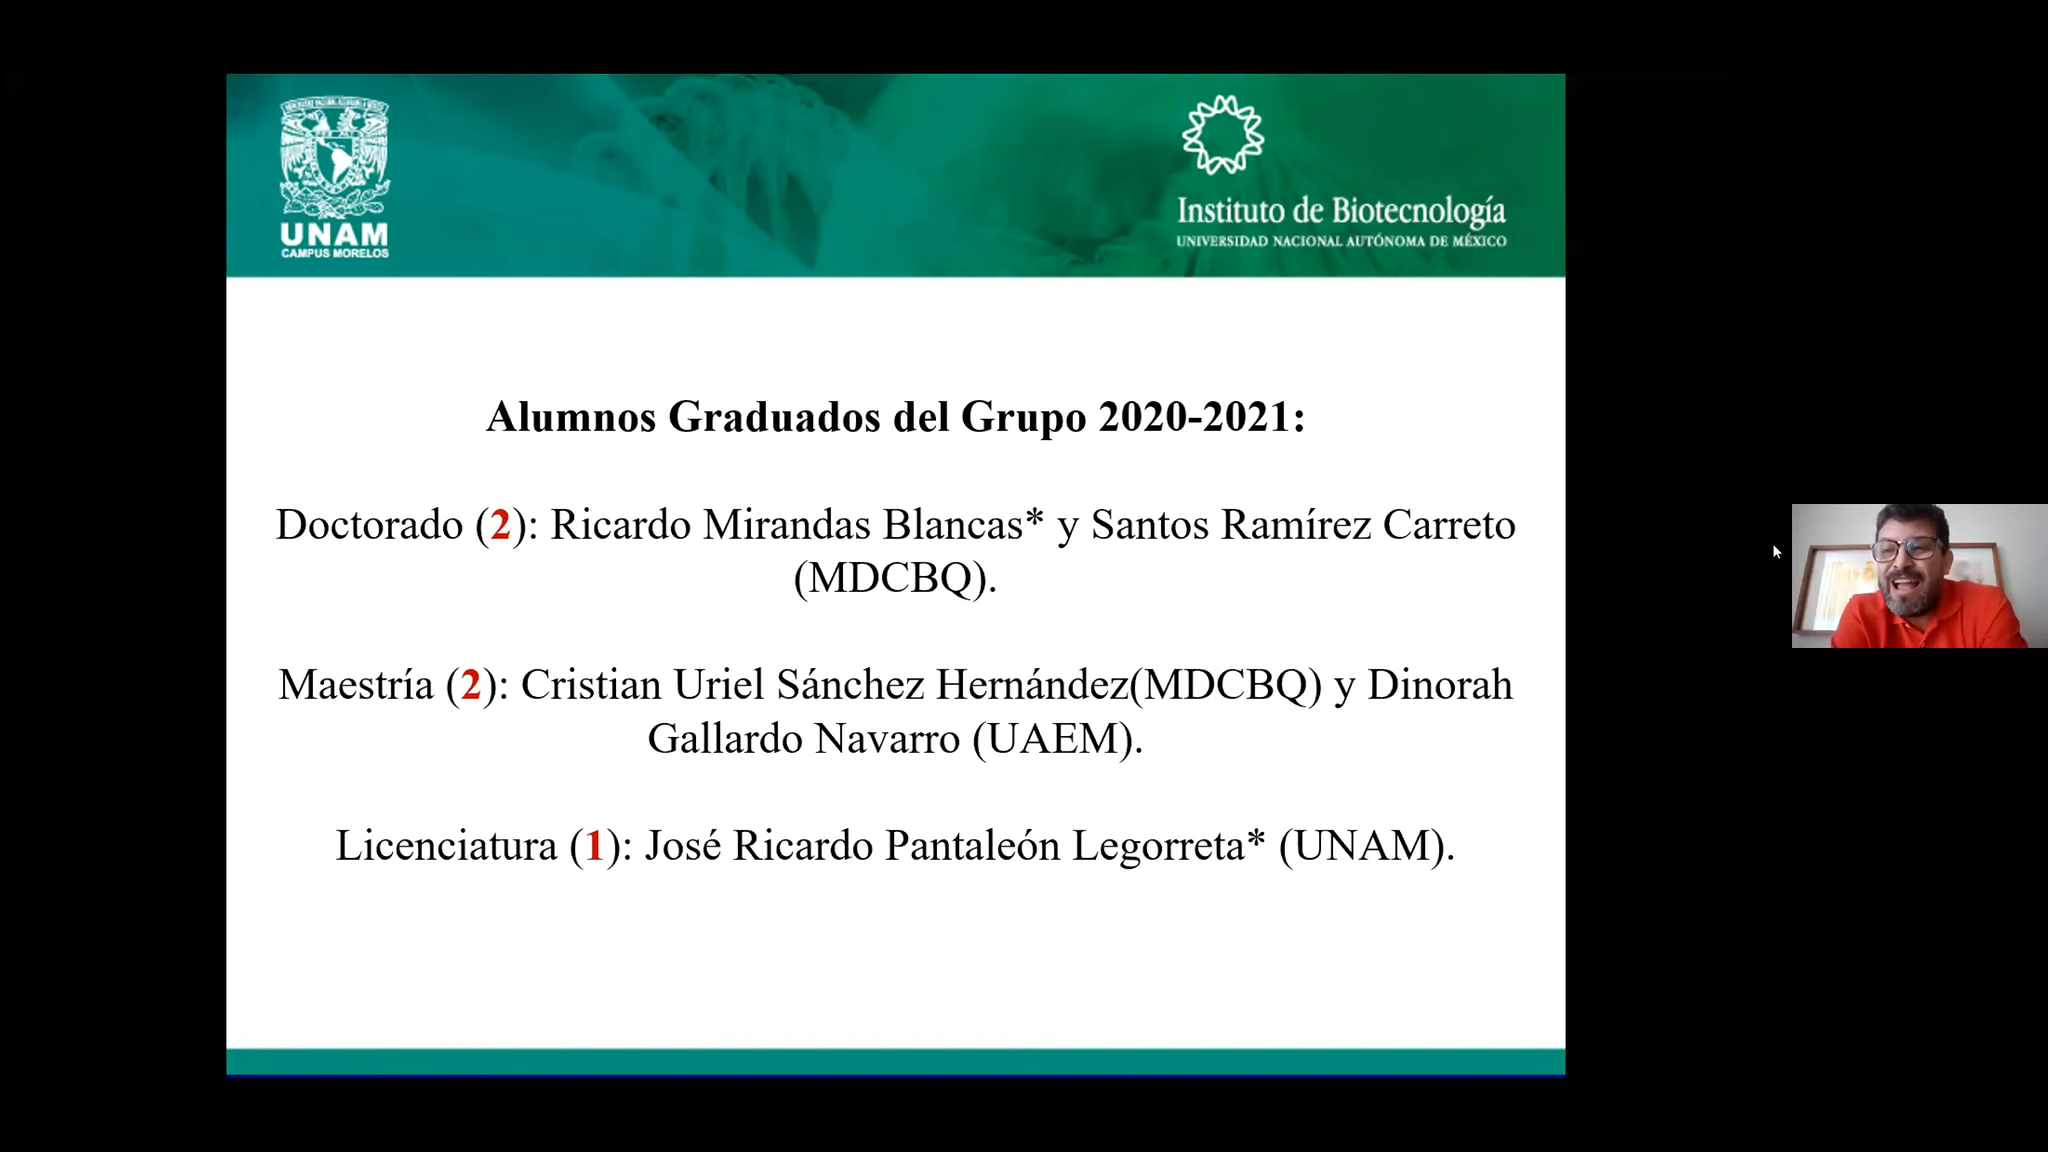 UNAM
CAMPUS MORELOS
Instituto de Biotecnología
UNIVERSIDAD NACIONAL AUTÓNOMA DE MÉXICO
Alumnos Graduados del Grupo 2020-2021:
Doctorado (2): Ricardo Mirandas Blancas* y Santos Ramírez Carreto
(MDCBQ).
Maestría (2): Cristian Uriel Sánchez Hernández(MDCBQ) y Dinorah
Gallardo Navarro (UAEM).
Licenciatura (1): José Ricardo Pantaleón Legorreta* (UNAM).